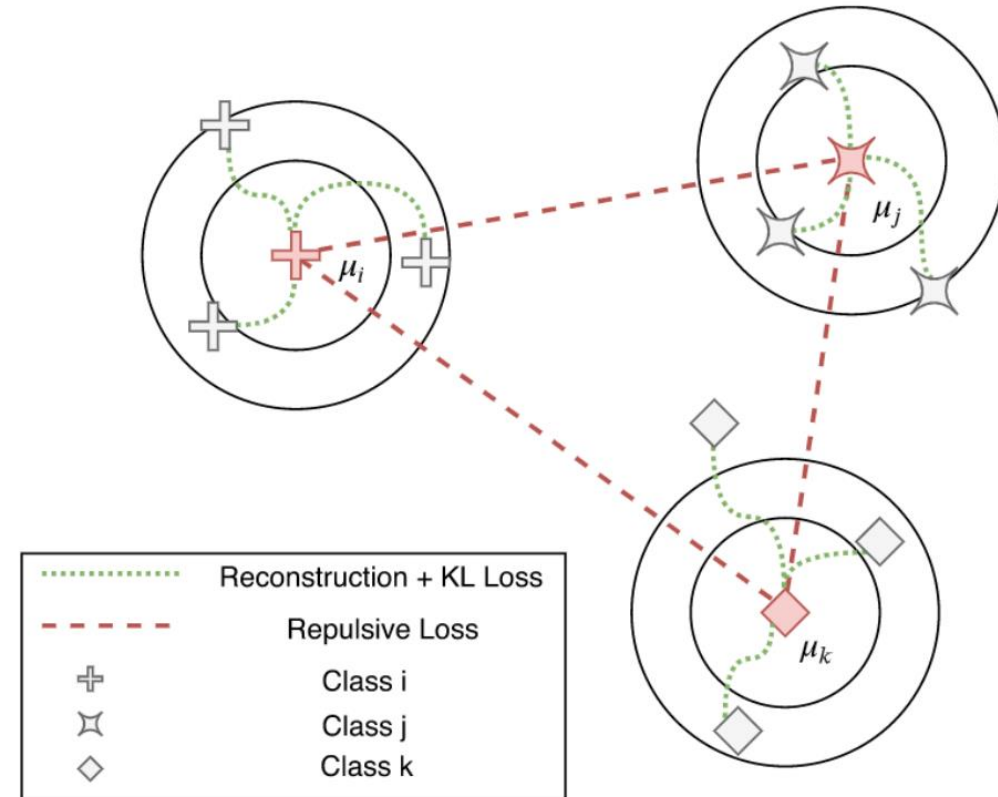 μj
μi
μk
Reconstruction + KL Loss
Repulsive Loss
Class i
Class j
Class k